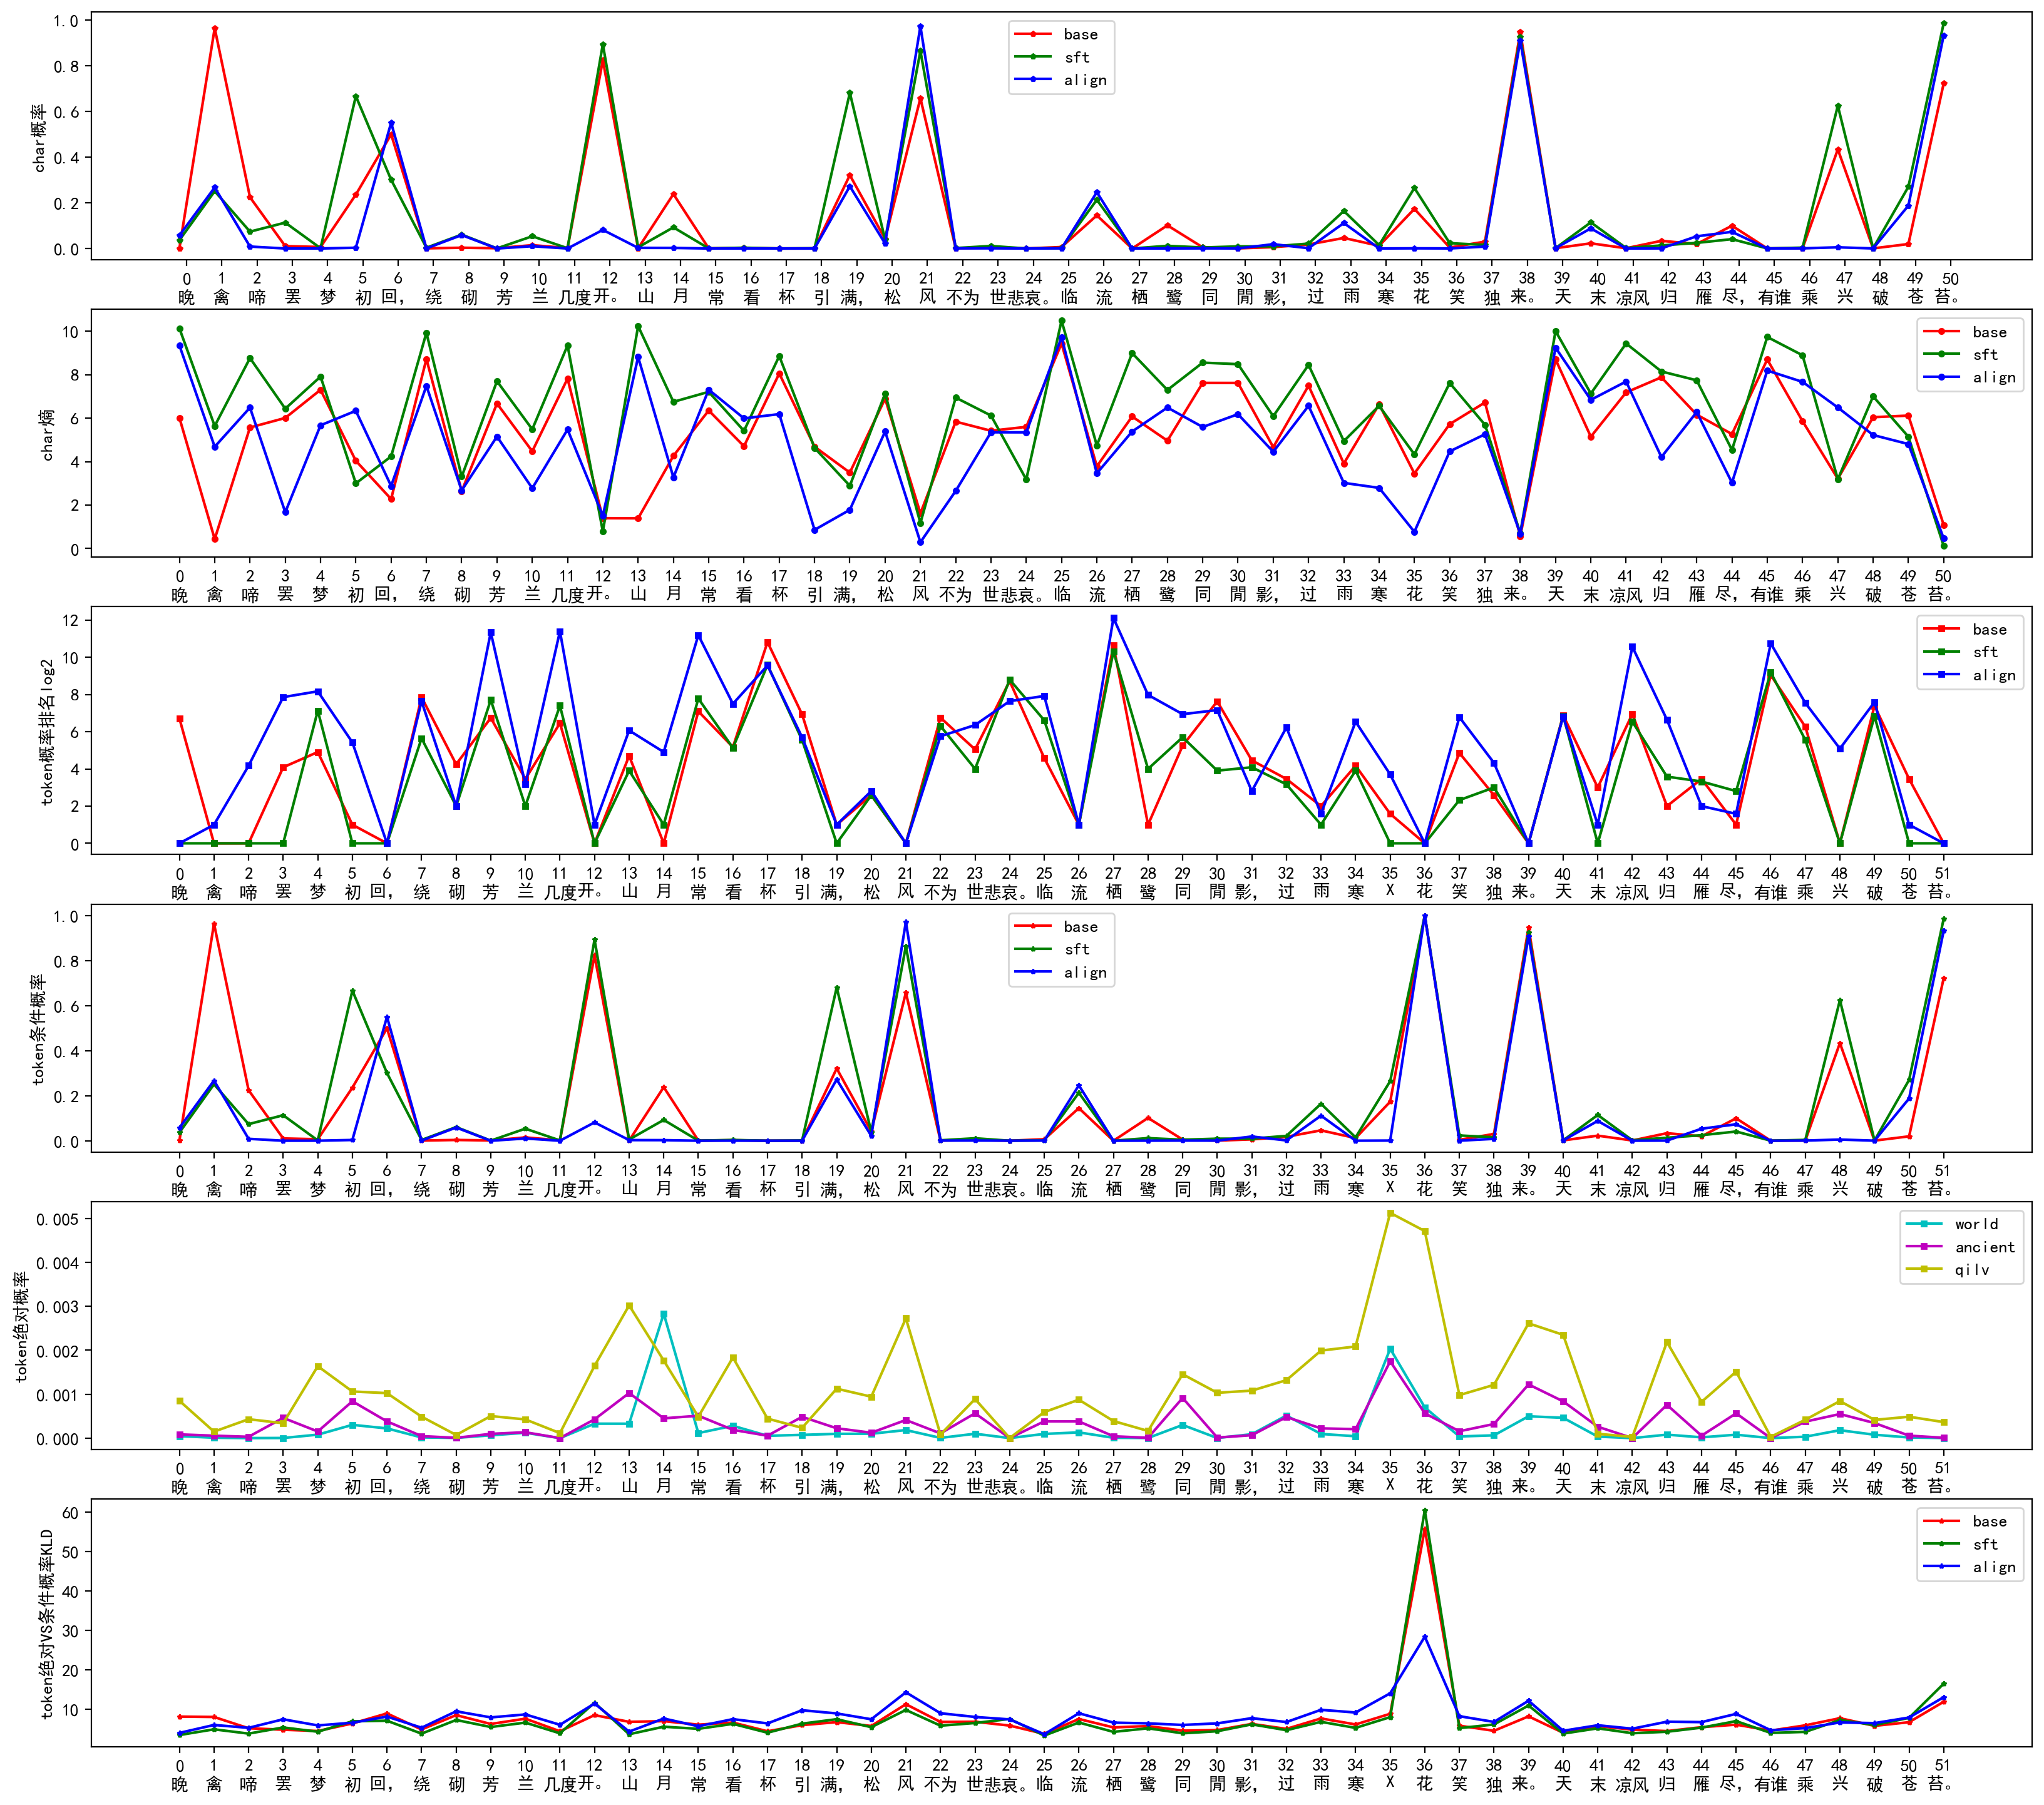 char概率
1.0
0.8
0.6
0.4
0.2
0.0
base
sft
align
0 1 2 3 4 5 6 7 8 9 10 11 12 13 14 15 16 17 18 19 20 21 22 23 24 25 26 27 28 29 30 31 32 33 34 35 36 37 38 39 40 41 42 43 44 45 46 47 48 49 50
晚 禽 啼 罢 梦 初 回， 绕 砌 芳 兰 几度 开。 山 月 常 看 杯 引 满， 松 风 不为 世 悲哀。 临 流 栖 鹭 同 閒 影， 过 雨 寒 花 笑 独 来。 天 末 凉风 归 雁 尽， 有谁 乘 兴 破 苍 苔。
char熵
10
8
6
4
2
0
base
sft
align
0 1 2 3 4 5 6 7 8 9 10 11 12 13 14 15 16 17 18 19 20 21 22 23 24 25 26 27 28 29 30 31 32 33 34 35 36 37 38 39 40 41 42 43 44 45 46 47 48 49 50
晚 禽 啼 罢 梦 初 回， 绕 砌 芳 兰 几度 开。 山 月 常 看 杯 引 满， 松 风 不为 世 悲哀。 临 流 栖 鹭 同 閒 影， 过 雨 寒 花 笑 独 来。 天 末 凉风 归 雁 尽， 有谁 乘 兴 破 苍 苔。
token概率排名log2
12
10
8
6
4
2
0
base
sft
align
0 1 2 3 4 5 6 7 8 9 10 11 12 13 14 15 16 17 18 19 20 21 22 23 24 25 26 27 28 29 30 31 32 33 34 35 36 37 38 39 40 41 42 43 44 45 46 47 48 49 50 51
晚 禽 啼 罢 梦 初 回， 绕 砌 芳 兰 几度 开。 山 月 常 看 杯 引 满， 松 风 不为 世 悲哀。 临 流 栖 鹭 同 閒 影， 过 雨 寒 X 花 笑 独 来。 天 末 凉风 归 雁 尽， 有谁 乘 兴 破 苍 苔。
token条件概率
1.0
0.8
0.6
0.4
0.2
0.0
base
sft
align
0 1 2 3 4 5 6 7 8 9 10 11 12 13 14 15 16 17 18 19 20 21 22 23 24 25 26 27 28 29 30 31 32 33 34 35 36 37 38 39 40 41 42 43 44 45 46 47 48 49 50 51
晚 禽 啼 罢 梦 初 回， 绕 砌 芳 兰 几度 开。 山 月 常 看 杯 引 满， 松 风 不为 世 悲哀。 临 流 栖 鹭 同 閒 影， 过 雨 寒 X 花 笑 独 来。 天 末 凉风 归 雁 尽， 有谁 乘 兴 破 苍 苔。
token绝对概率
0.005
0.004
0.003
0.002
0.001
0.000
world
ancient
qilv
0 1 2 3 4 5 6 7 8 9 10 11 12 13 14 15 16 17 18 19 20 21 22 23 24 25 26 27 28 29 30 31 32 33 34 35 36 37 38 39 40 41 42 43 44 45 46 47 48 49 50 51
晚 禽 啼 罢 梦 初 回， 绕 砌 芳 兰 几度 开。 山 月 常 看 杯 引 满， 松 风 不为 世 悲哀。 临 流 栖 鹭 同 閒 影， 过 雨 寒 X 花 笑 独 来。 天 末 凉风 归 雁 尽， 有谁 乘 兴 破 苍 苔。
token绝对VS条件概率KLD
60
50
40
30
20
10
base
sft
align
0 1 2 3 4 5 6 7 8 9 10 11 12 13 14 15 16 17 18 19 20 21 22 23 24 25 26 27 28 29 30 31 32 33 34 35 36 37 38 39 40 41 42 43 44 45 46 47 48 49 50 51
晚 禽 啼 罢 梦 初 回， 绕 砌 芳 兰 几度 开。 山 月 常 看 杯 引 满， 松 风 不为 世 悲哀。 临 流 栖 鹭 同 閒 影， 过 雨 寒 X 花 笑 独 来。 天 末 凉风 归 雁 尽， 有谁 乘 兴 破 苍 苔。